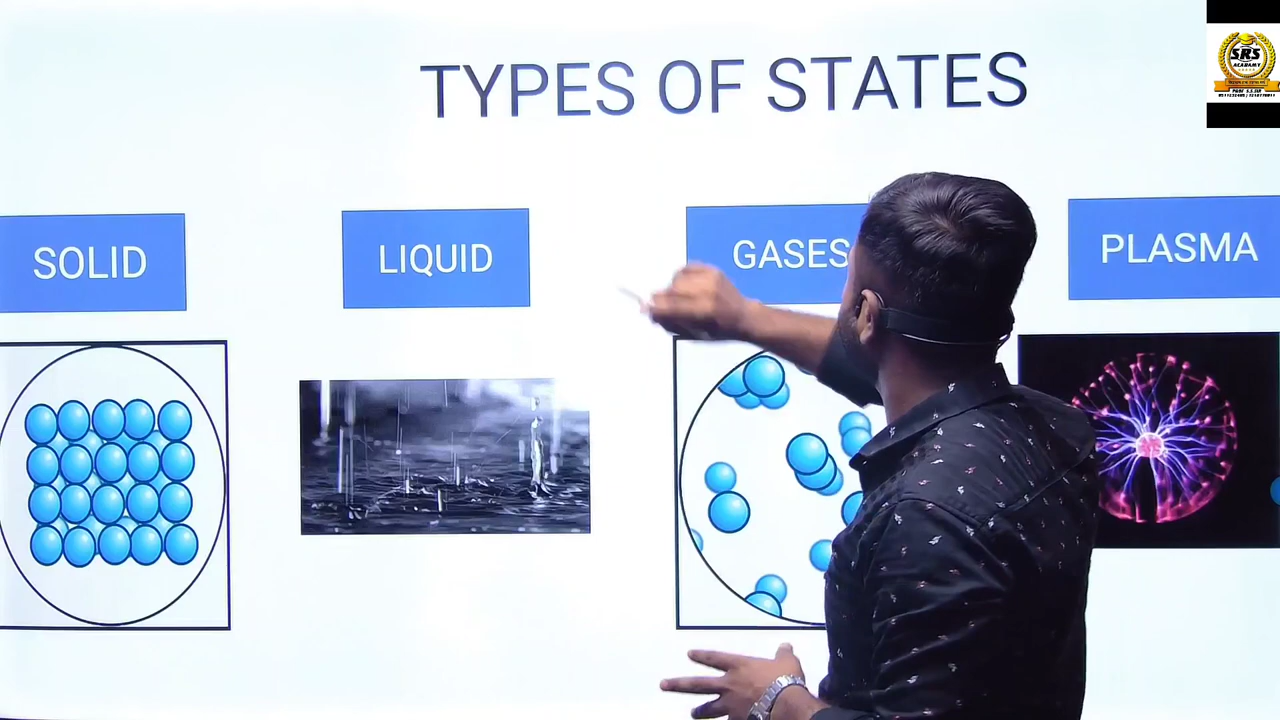 TYPES OF STATES
SRS
ACADEMY
SOLID
LIQUID
GASES
PLASMA